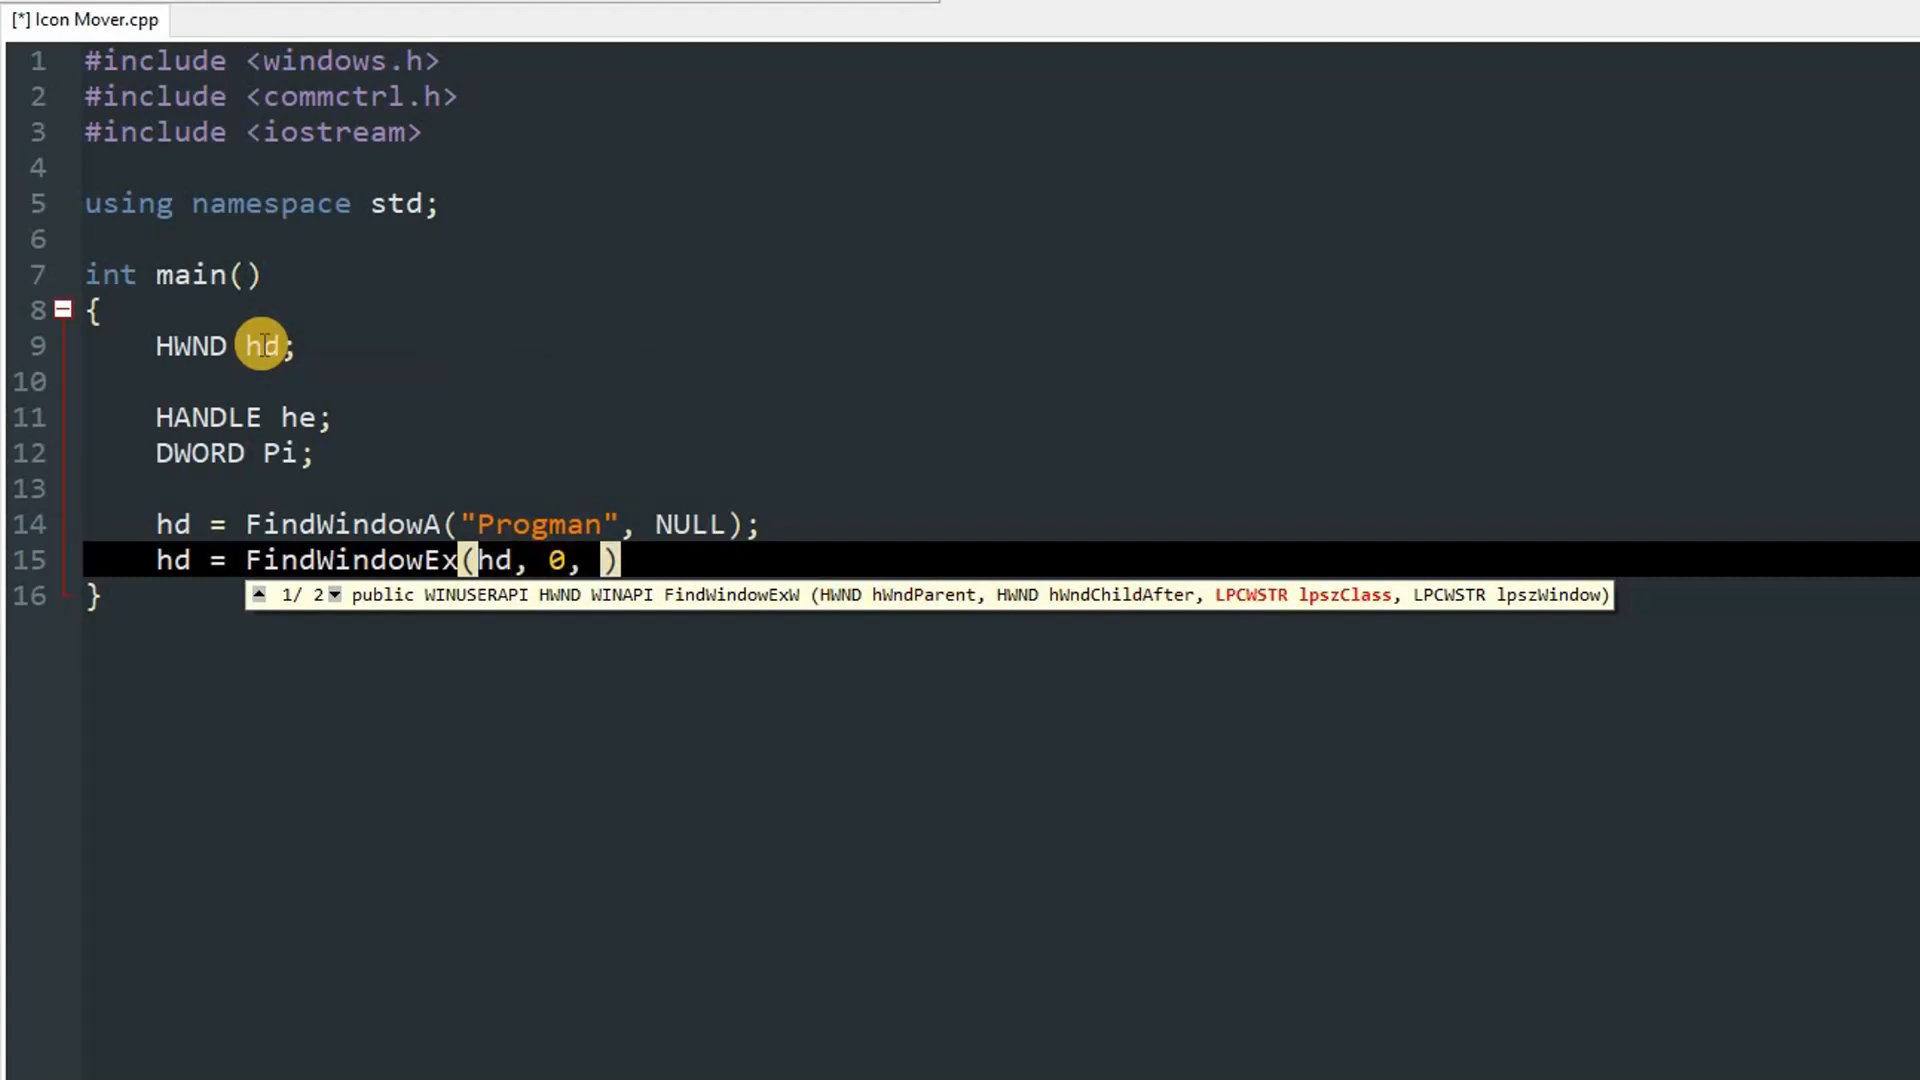 [*] Icon Mover.cpp
1 #include <windows.h>
2 #include <commctrl.h>
3 #include <iostream>
4
5 using namespace std;
6
7 int main()
8 {
9 HWND hd;
10
11 HANDLE he;
12 DWORD Pi;
13
14 hd = FindWindowA("Progman", NULL);
15 hd = FindWindowEx(hd, 0, )
1/ 2 public WINUSERAPI HWND WINAPI FindWindowExW (HWND hWndParent, HWND hWndChildAfter, LPCWSTR lpszClass, LPCWSTR lpszWindow)
16 }